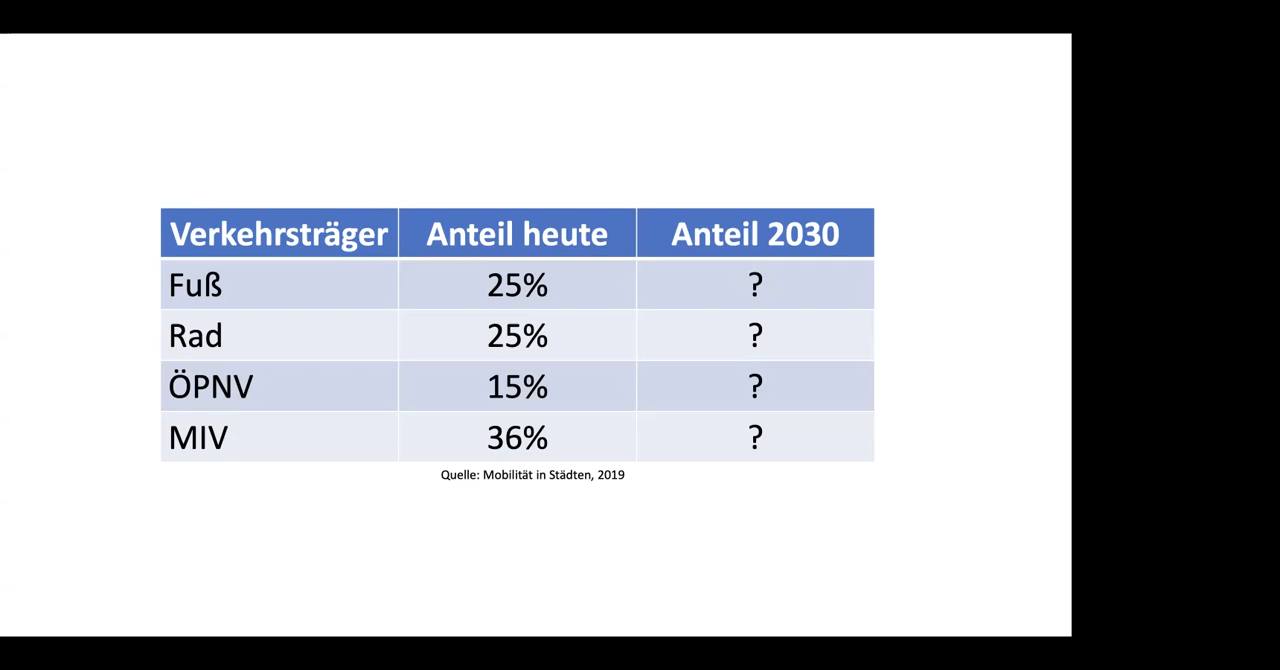 Verkehrsträger Anteil heute Anteil 2030
Fuß 25% ?
Rad 25% ?
ÖPNV 15% ?
MIV 36% ?
Quelle: Mobilität in Städten, 2019